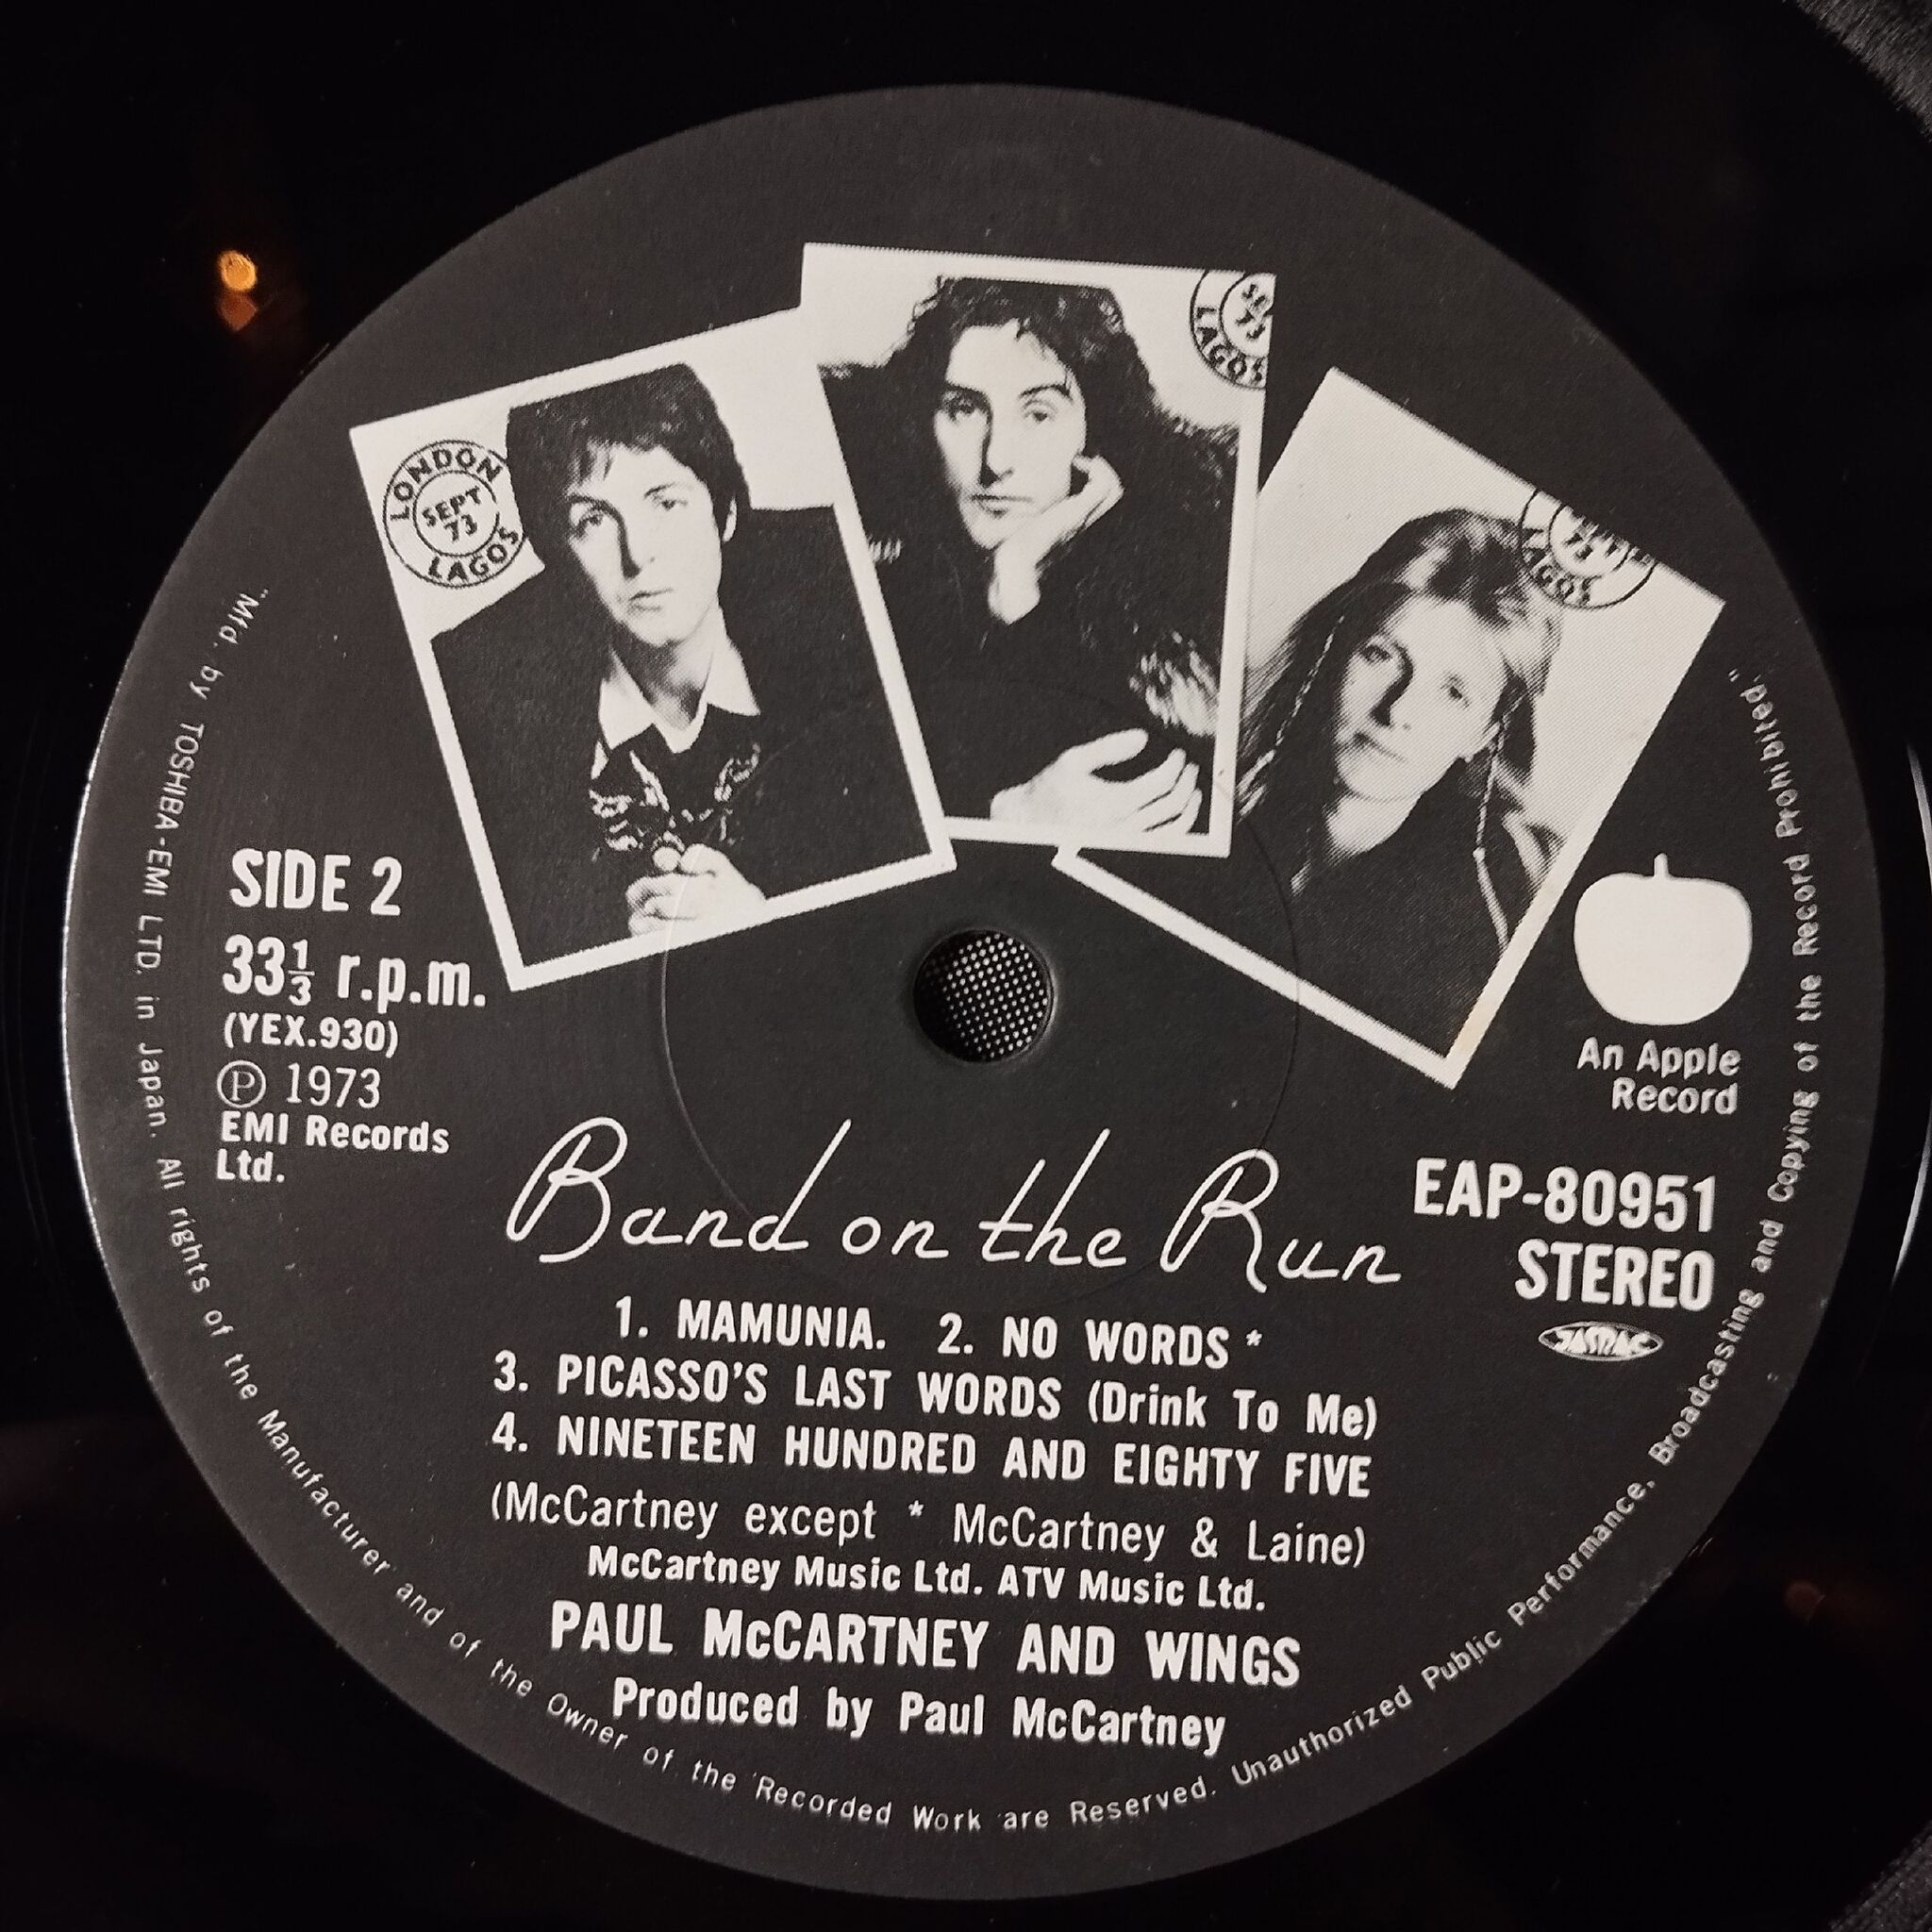 LONDON
SEPT
73
LAGOS
73
LAGOS
73
LAGOS
SIDE 2
33⅓ r.p.m.
(YEX.930)
Ⓟ 1973
EMI Records
Ltd.
An Apple
Record
EAP-80951
STEREO
JASRAC
Band on the Run
1. MAMUNIA. 2. NO WORDS *
3. PICASSO'S LAST WORDS (Drink To Me)
4. NINETEEN HUNDRED AND EIGHTY FIVE
(McCartney except * McCartney & Laine)
McCartney Music Ltd. ATV Music Ltd.
PAUL McCARTNEY AND WINGS
Produced by Paul McCartney
"Mfd. by TOSHIBA-EMI LTD. in Japan. All rights of the Manufacturer and of the Owner of the Recorded Work are Reserved. Unauthorized Public Performance, Broadcasting and Copying of the Record Prohibited."